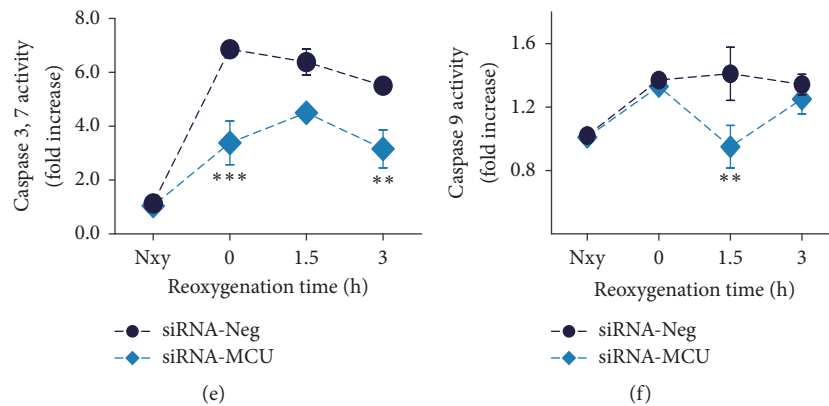 Caspase 3, 7 activity
(fold increase)
8.0
6.0
4.0
2.0
0.0
***
**
Nxy 0 1.5 3
Reoxygenation time (h)
siRNA-Neg
siRNA-MCU
(e)
Caspase 9 activity
(fold increase)
1.6
1.2
0.8
**
Nxy 0 1.5 3
Reoxygenation time (h)
siRNA-Neg
siRNA-MCU
(f)